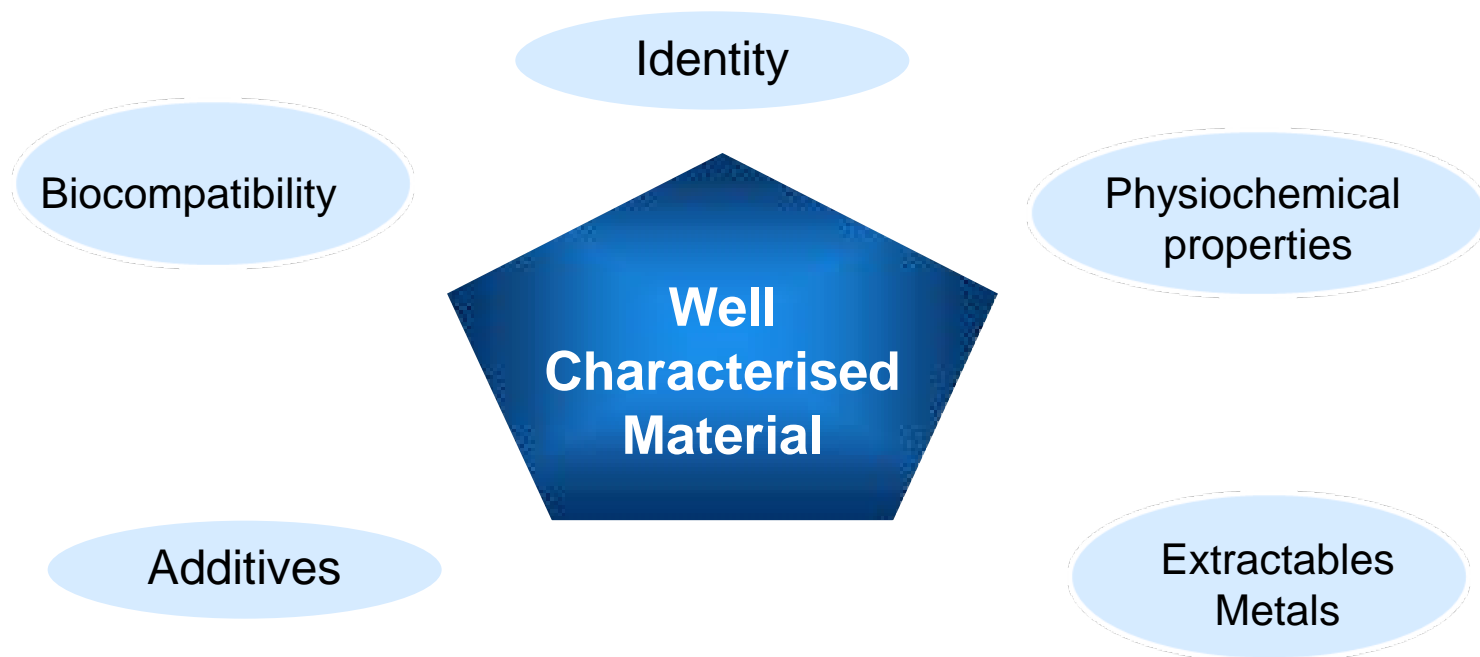 Identity
Biocompatibility
Physiochemical
properties
Well
Characterised
Material
Additives
Extractables
Metals